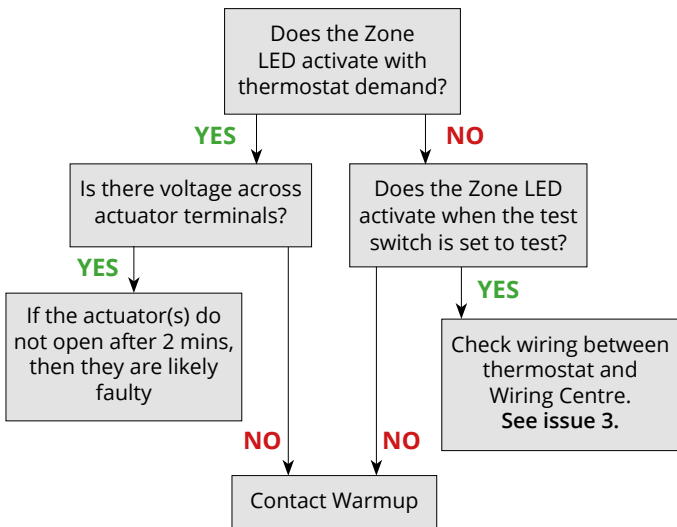 Does the Zone
LED activate with
thermostat demand?
YES
NO
Is there voltage across
actuator terminals?
Does the Zone LED
activate when the test
switch is set to test?
YES
YES
If the actuator(s) do
not open after 2 mins,
then they are likely
faulty
Check wiring between
thermostat and
Wiring Centre.
See issue 3.
NO
NO
Contact Warmup